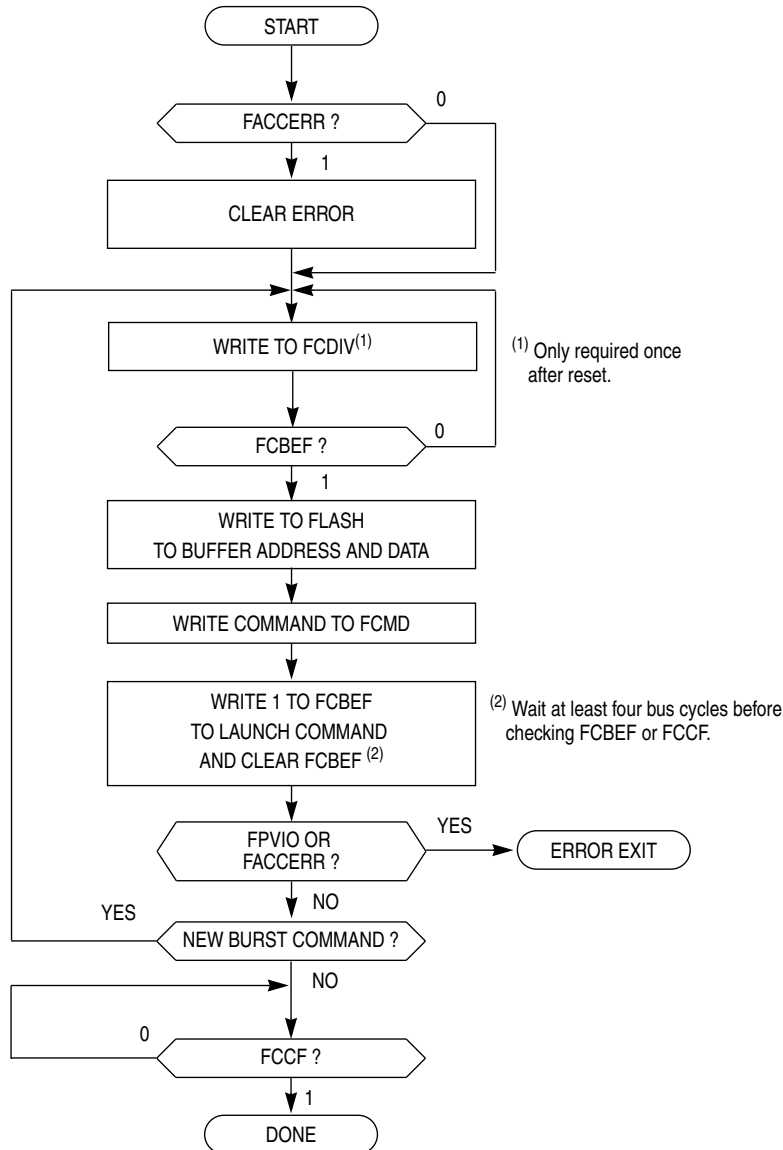 START
FACCERR ?
0
1
CLEAR ERROR
WRITE TO FCDIV(1)
(1) Only required once
after reset.
FCBEF ?
0
1
WRITE TO FLASH
TO BUFFER ADDRESS AND DATA
WRITE COMMAND TO FCMD
WRITE 1 TO FCBEF
TO LAUNCH COMMAND
AND CLEAR FCBEF (2)
(2) Wait at least four bus cycles before
checking FCBEF or FCCF.
FPVIO OR
FACCERR ?
YES
ERROR EXIT
NO
YES
NEW BURST COMMAND ?
NO
0
FCCF ?
1
DONE